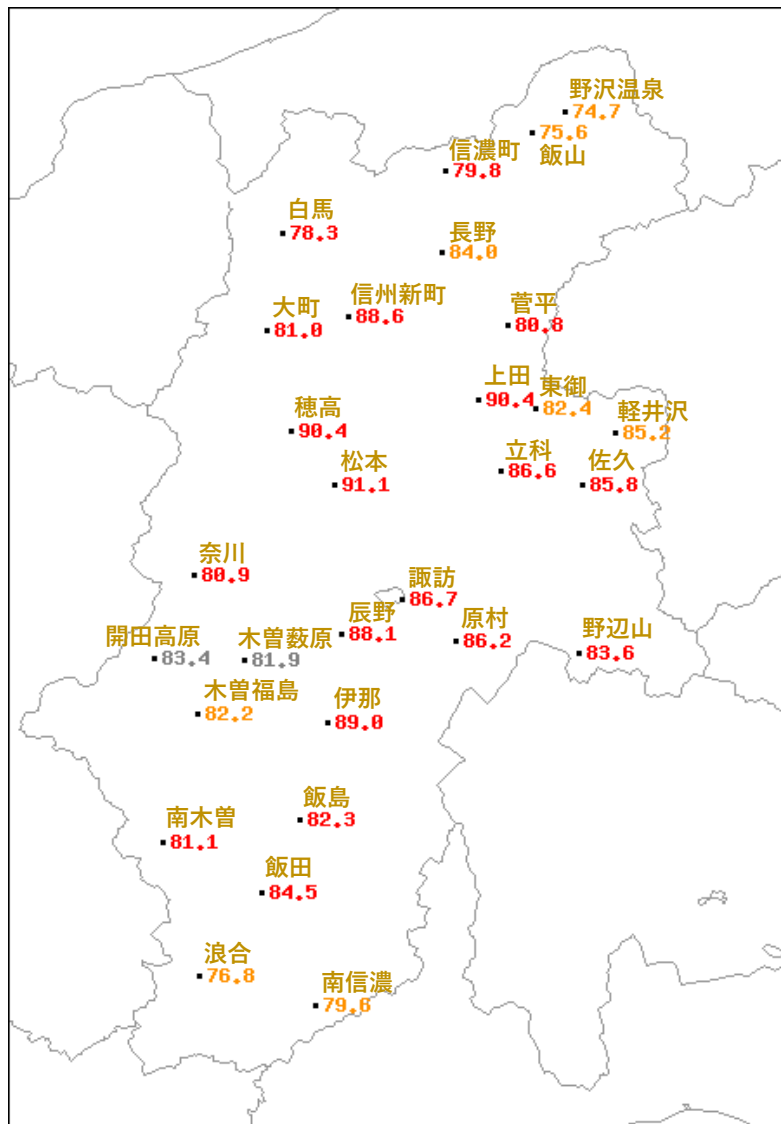 野沢温泉
74.7
75.6
飯山
信濃町
79.8
白馬
78.3
長野
84.0
信州新町
88.6
大町
81.0
菅平
80.8
上田
90.4
東御
82.4
軽井沢
85.2
穂高
90.4
松本
91.1
立科
86.6
佐久
85.8
奈川
80.9
諏訪
86.7
辰野
88.1
原村
86.2
野辺山
83.6
開田高原
83.4
木曽薮原
81.9
木曽福島
82.2
伊那
89.0
飯島
82.3
南木曽
81.1
飯田
84.5
浪合
76.8
南信濃
79.6